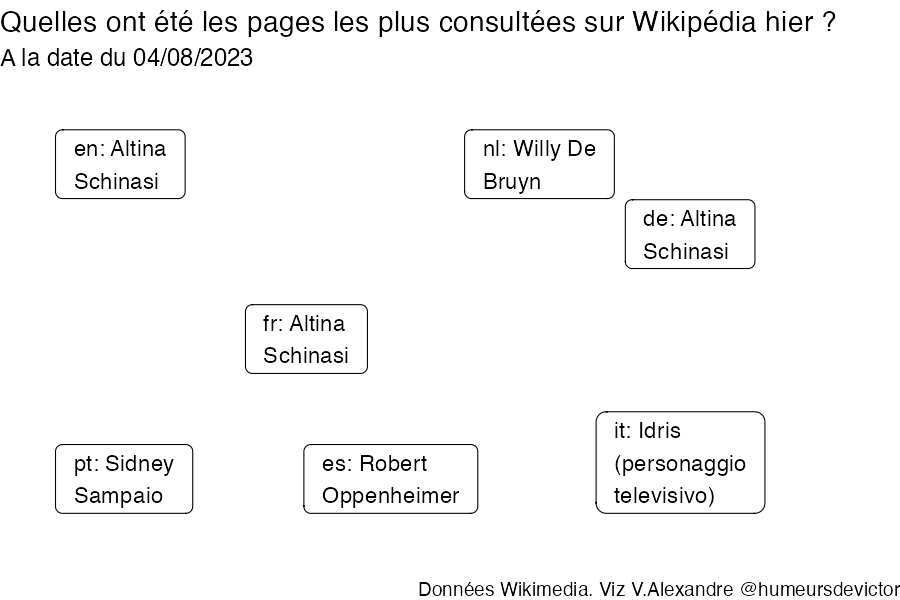 Quelles ont été les pages les plus consultées sur Wikipédia hier ?
A la date du 04/08/2023
en: Altina
Schinasi
nl: Willy De
Bruyn
de: Altina
Schinasi
fr: Altina
Schinasi
it: Idris
(personaggio
televisivo)
pt: Sidney
Sampaio
es: Robert
Oppenheimer
Données Wikimedia. Viz V.Alexandre @humeursdevictor